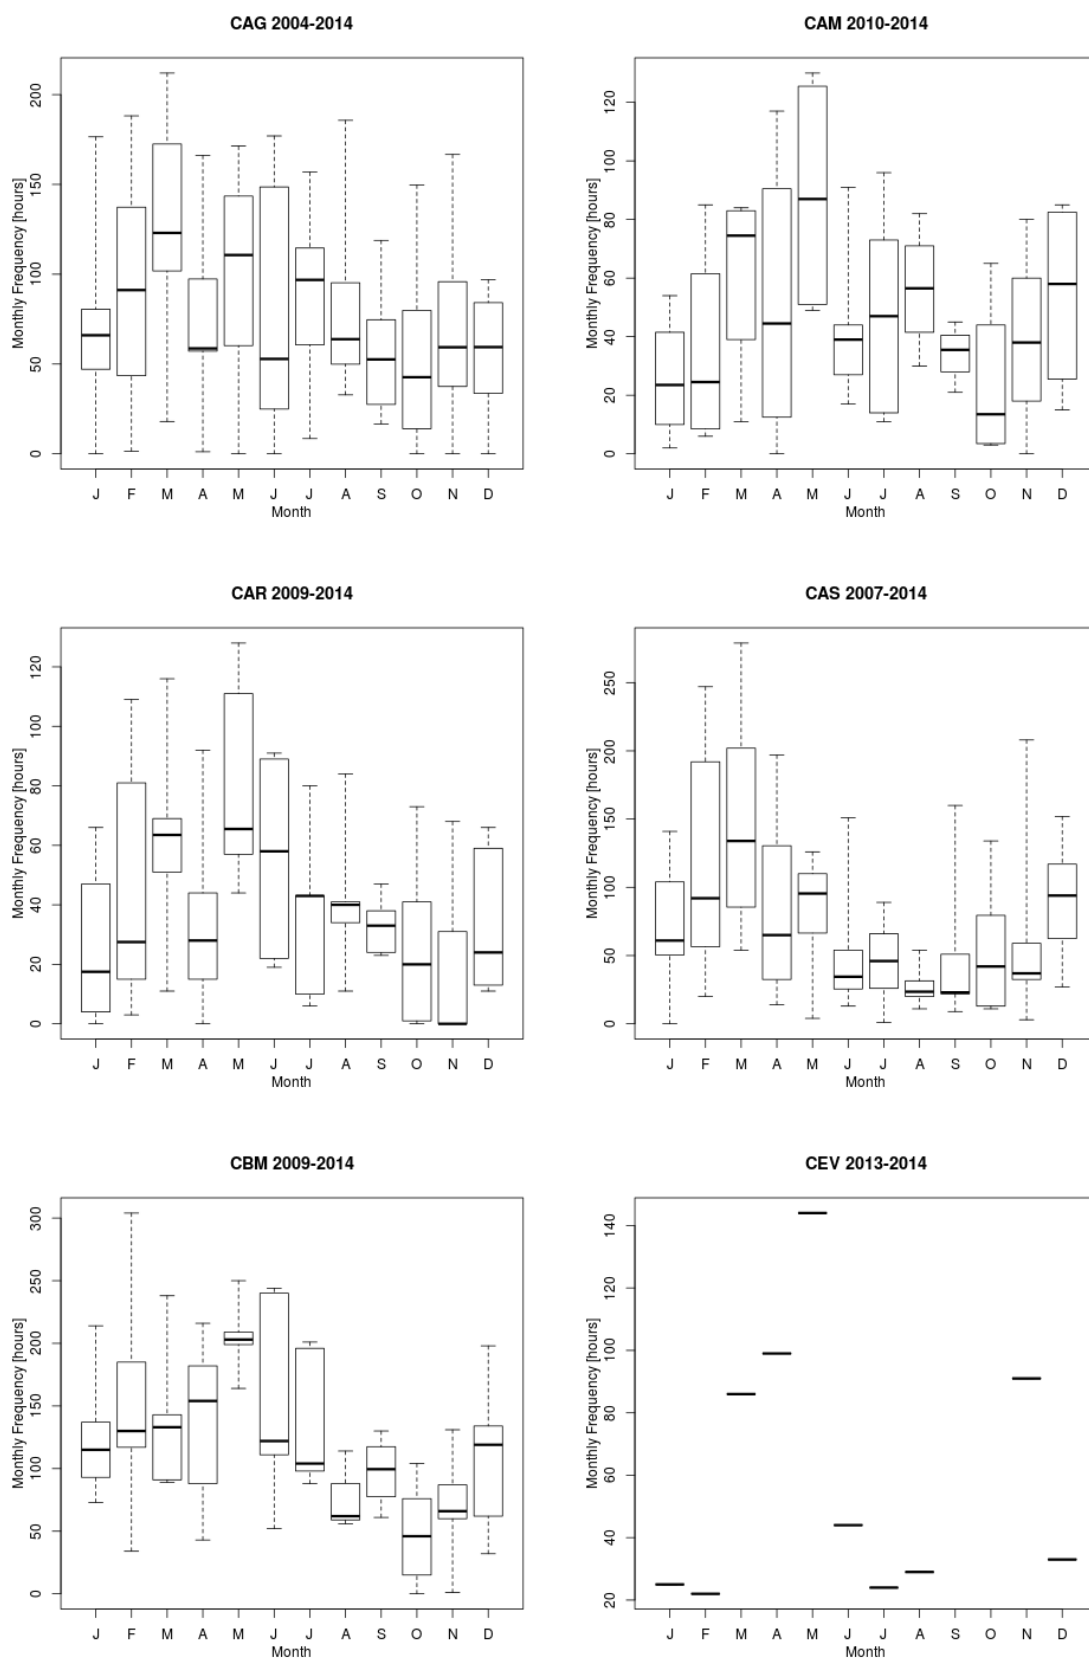 CAG 2004-2014
Monthly Frequency [hours]
200
150
100
50
0
J F M A M J J A S O N D
Month
CAM 2010-2014
Monthly Frequency [hours]
120
100
80
60
40
20
0
J F M A M J J A S O N D
Month
CAR 2009-2014
Monthly Frequency [hours]
120
100
80
60
40
20
0
J F M A M J J A S O N D
Month
CAS 2007-2014
Monthly Frequency [hours]
250
200
150
100
50
0
J F M A M J J A S O N D
Month
CBM 2009-2014
Monthly Frequency [hours]
300
250
200
150
100
50
0
J F M A M J J A S O N D
Month
CEV 2013-2014
Monthly Frequency [hours]
140
120
100
80
60
40
20
J F M A M J J A S O N D
Month